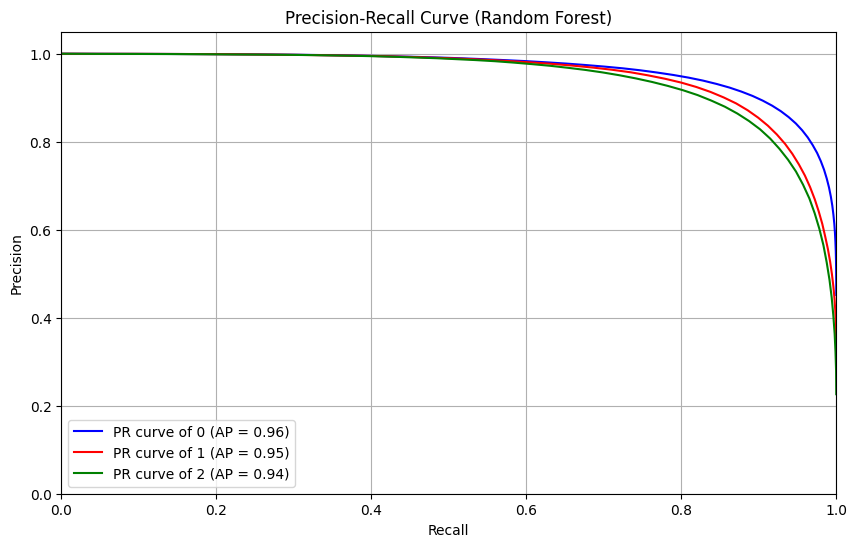 Precision-Recall Curve (Random Forest)
1.0
0.8
0.6
0.4
0.2
0.0
Precision
PR curve of 0 (AP = 0.96)
PR curve of 1 (AP = 0.95)
PR curve of 2 (AP = 0.94)
0.0 0.2 0.4 0.6 0.8 1.0
Recall